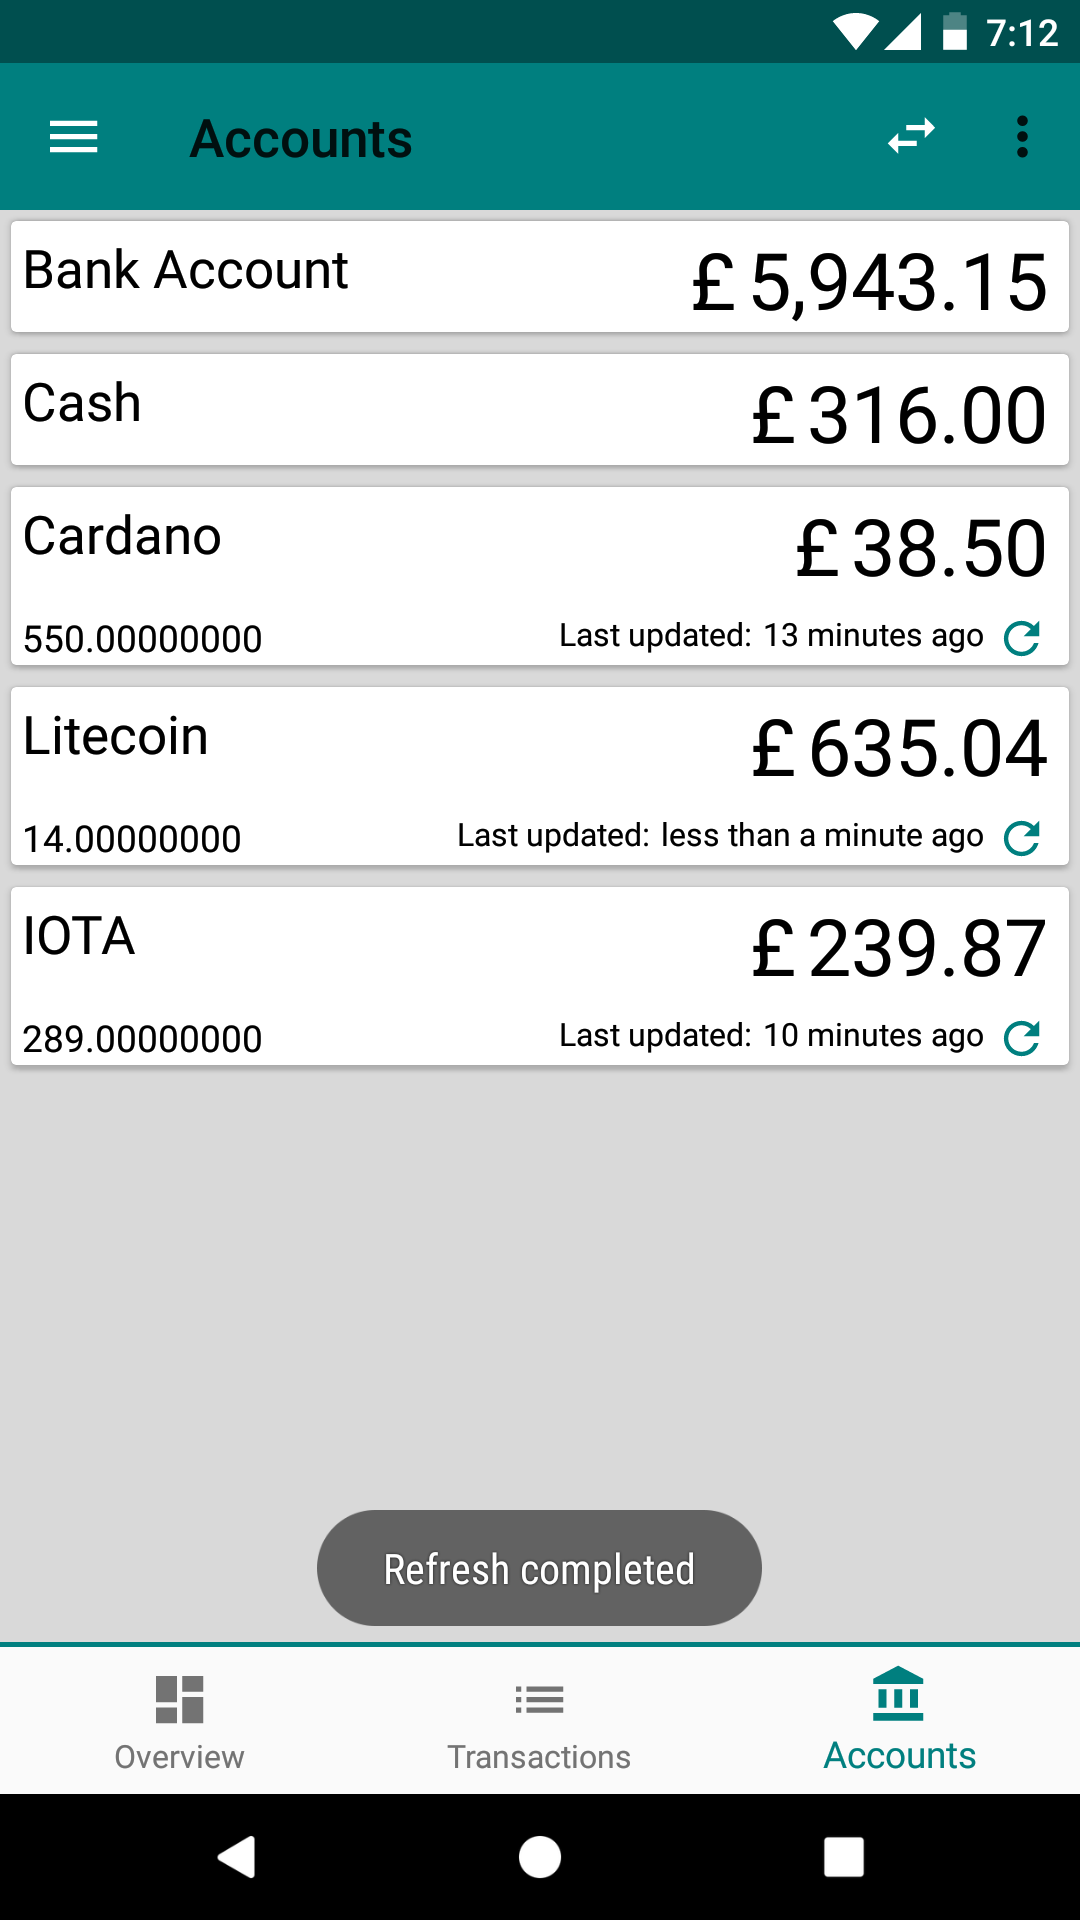 7:12
Accounts
Bank Account
£5,943.15
Cash
£316.00
Cardano
£38.50
550.00000000
Last updated: 13 minutes ago
Litecoin
£635.04
14.00000000
Last updated: less than a minute ago
IOTA
£239.87
289.00000000
Last updated: 10 minutes ago
Refresh completed
Overview
Transactions
Accounts